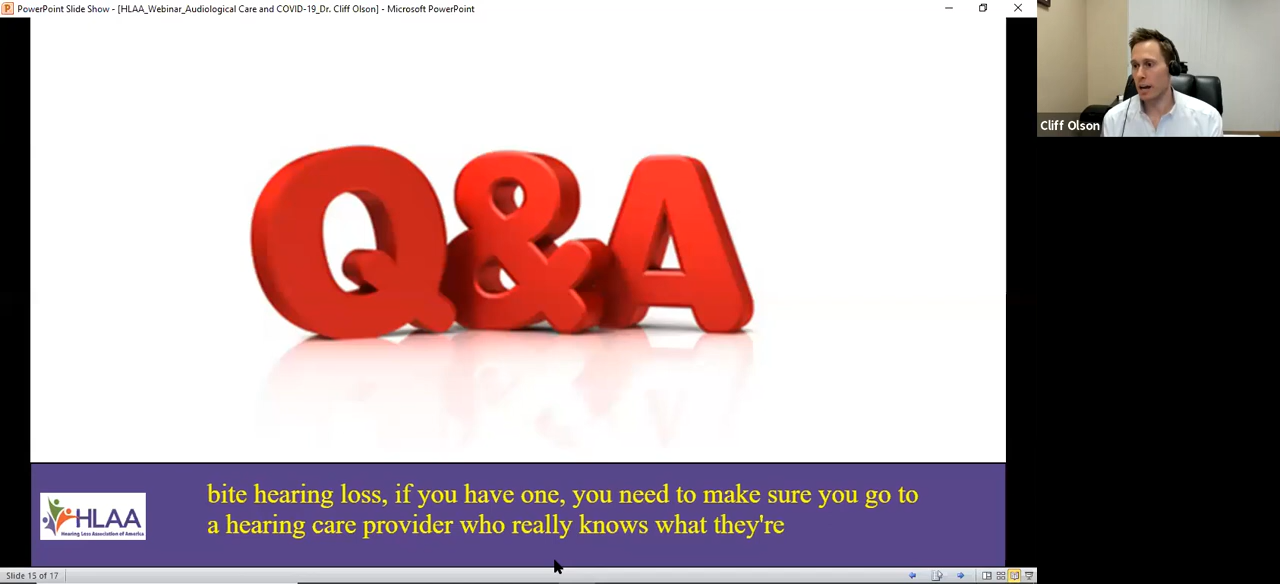 PowerPoint Slide Show - [HLAA_Webinar_Audiological Care and COVID-19_Dr. Cliff Olson] - Microsoft PowerPoint
Cliff Olson
Q&A
bite hearing loss, if you have one, you need to make sure you go to
a hearing care provider who really knows what they're
HLAA
Hearing Loss Association of America
Slide 15 of 17